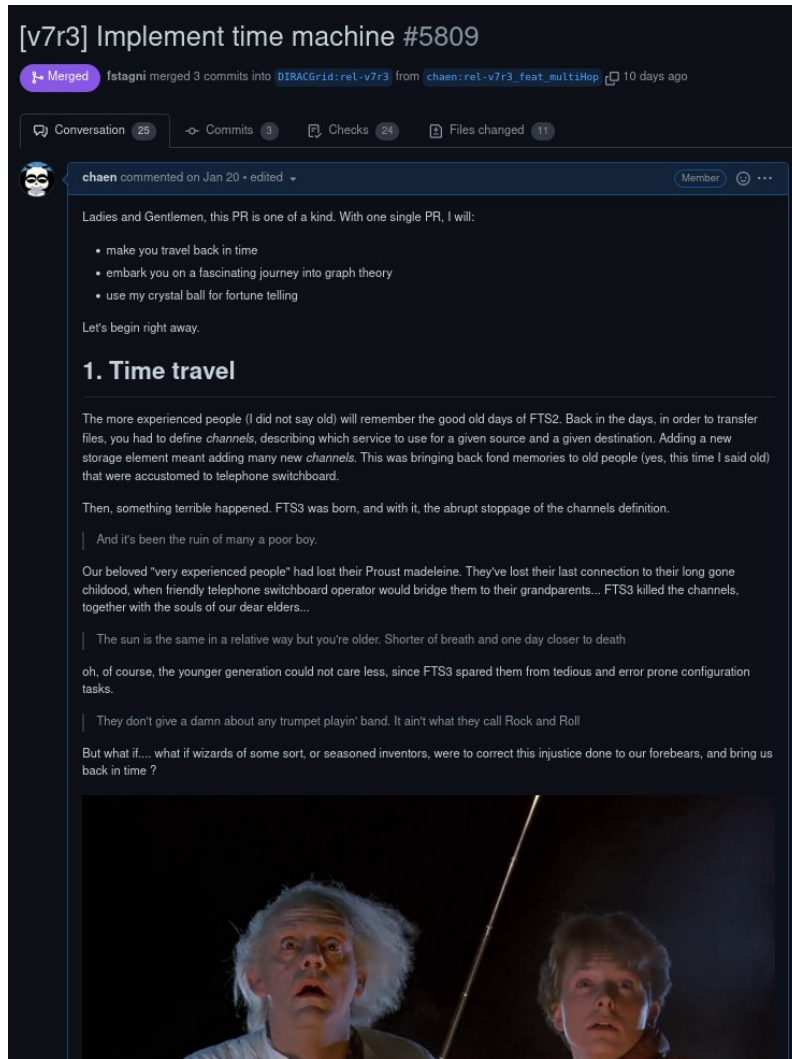 [v7r3] Implement time machine #5809
Merged fstagni merged 3 commits into DIRACGrid:rel-v7r3 from chaen:rel-v7r3_feat_multiHop 10 days ago
Conversation 25 Commits 3 Checks 24 Files changed 11
chaen commented on Jan 20 • edited Member
Ladies and Gentlemen, this PR is one of a kind. With one single PR, I will:
• make you travel back in time
• embark you on a fascinating journey into graph theory
• use my crystal ball for fortune telling
Let's begin right away.
1. Time travel
The more experienced people (I did not say old) will remember the good old days of FTS2. Back in the days, in order to transfer
files, you had to define channels, describing which service to use for a given source and a given destination. Adding a new
storage element meant adding many new channels. This was bringing back fond memories to old people (yes, this time I said old)
that were accustomed to telephone switchboard.
Then, something terrible happened. FTS3 was born, and with it, the abrupt stoppage of the channels definition.
And it's been the ruin of many a poor boy.
Our beloved "very experienced people" had lost their Proust madeleine. They've lost their last connection to their long gone
childood, when friendly telephone switchboard operator would bridge them to their grandparents... FTS3 killed the channels,
together with the souls of our dear elders...
The sun is the same in a relative way but you're older. Shorter of breath and one day closer to death
oh, of course, the younger generation could not care less, since FTS3 spared them from tedious and error prone configuration
tasks.
They don't give a damn about any trumpet playin' band. It ain't what they call Rock and Roll
But what if.... what if wizards of some sort, or seasoned inventors, were to correct this injustice done to our forebears, and bring us
back in time ?